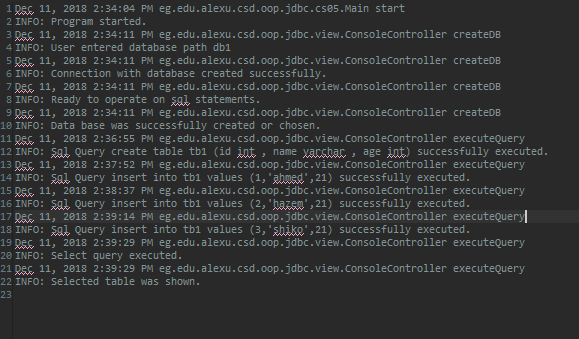 1 Dec 11, 2018 2:34:04 PM eg.edu.alexu.csd.oop.jdbc.cs05.Main start
2 INFO: Program started.
3 Dec 11, 2018 2:34:11 PM eg.edu.alexu.csd.oop.jdbc.view.ConsoleController createDB
4 INFO: User entered database path db1
5 Dec 11, 2018 2:34:11 PM eg.edu.alexu.csd.oop.jdbc.view.ConsoleController createDB
6 INFO: Connection with database created successfully.
7 Dec 11, 2018 2:34:11 PM eg.edu.alexu.csd.oop.jdbc.view.ConsoleController createDB
8 INFO: Ready to operate on sql statements.
9 Dec 11, 2018 2:34:11 PM eg.edu.alexu.csd.oop.jdbc.view.ConsoleController createDB
10 INFO: Data base was successfully created or chosen.
11 Dec 11, 2018 2:36:55 PM eg.edu.alexu.csd.oop.jdbc.view.ConsoleController executeQuery
12 INFO: Sql Query create table tb1 (id int , name varchar , age int) successfully executed.
13 Dec 11, 2018 2:37:52 PM eg.edu.alexu.csd.oop.jdbc.view.ConsoleController executeQuery
14 INFO: Sql Query insert into tb1 values (1,'ahmed',21) successfully executed.
15 Dec 11, 2018 2:38:37 PM eg.edu.alexu.csd.oop.jdbc.view.ConsoleController executeQuery
16 INFO: Sql Query insert into tb1 values (2,'hazem',21) successfully executed.
17 Dec 11, 2018 2:39:14 PM eg.edu.alexu.csd.oop.jdbc.view.ConsoleController executeQuery
18 INFO: Sql Query insert into tb1 values (3,'shiko',21) successfully executed.
19 Dec 11, 2018 2:39:29 PM eg.edu.alexu.csd.oop.jdbc.view.ConsoleController executeQuery
20 INFO: Select query executed.
21 Dec 11, 2018 2:39:29 PM eg.edu.alexu.csd.oop.jdbc.view.ConsoleController executeQuery
22 INFO: Selected table was shown.
23